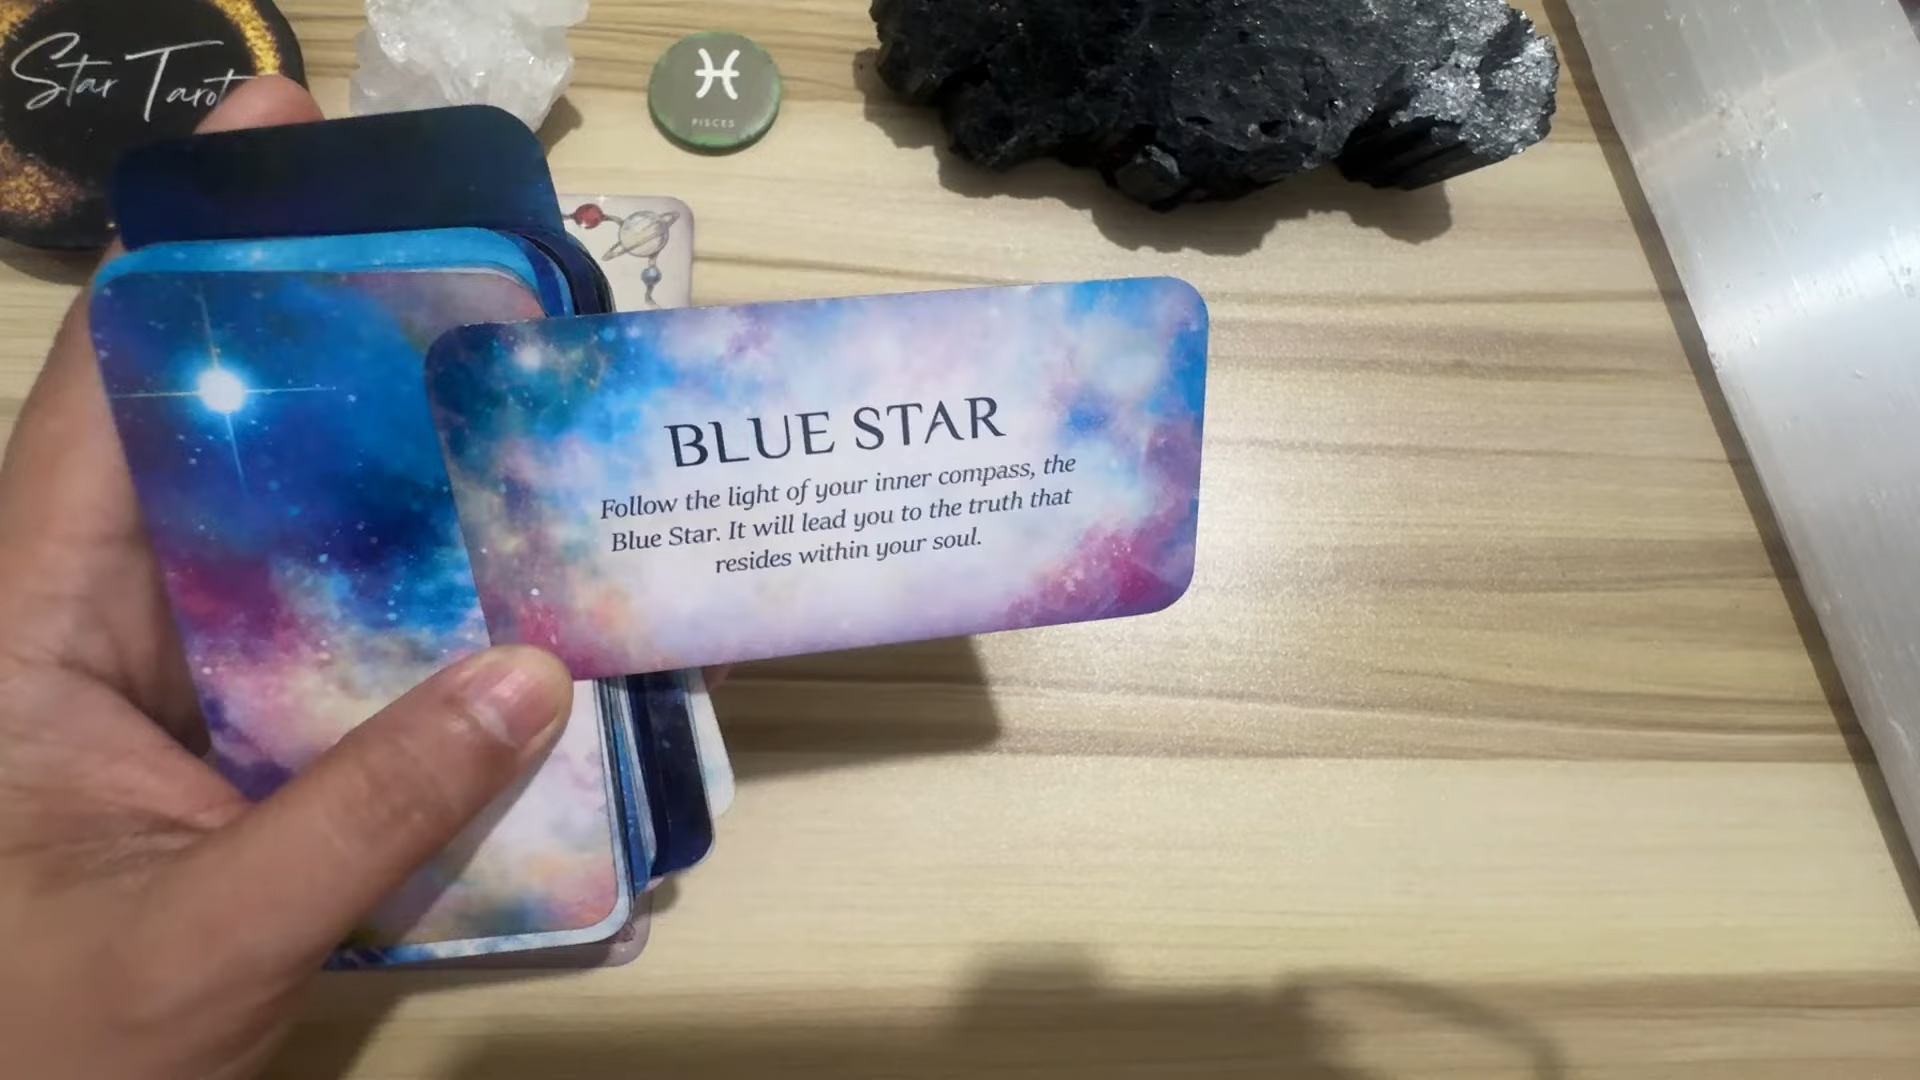 Star Tarot
PISCES
BLUE STAR
Follow the light of your inner compass, the
Blue Star. It will lead you to the truth that
resides within your soul.